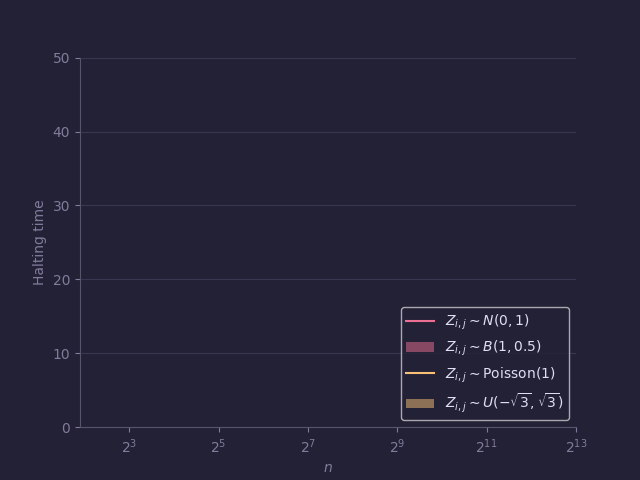 50
40
30
20
10
0
Halting time
2^3
2^5
2^7
2^9
2^11
2^13
n
Z_{i,j} ~ N(0, 1)
Z_{i,j} ~ B(1, 0.5)
Z_{i,j} ~ Poisson(1)
Z_{i,j} ~ U(−√3, √3)